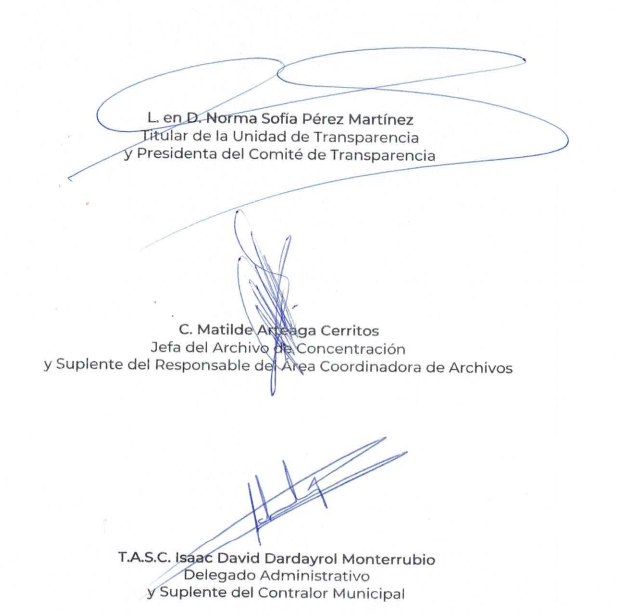 L. en D. Norma Sofía Pérez Martínez
Titular de la Unidad de Transparencia
y Presidenta del Comité de Transparencia
C. Matilde Arteaga Cerritos
Jefa del Archivo de Concentración
y Suplente del Responsable del Área Coordinadora de Archivos
T.A.S.C. Isaac David Dardayrol Monterrubio
Delegado Administrativo
y Suplente del Contralor Municipal